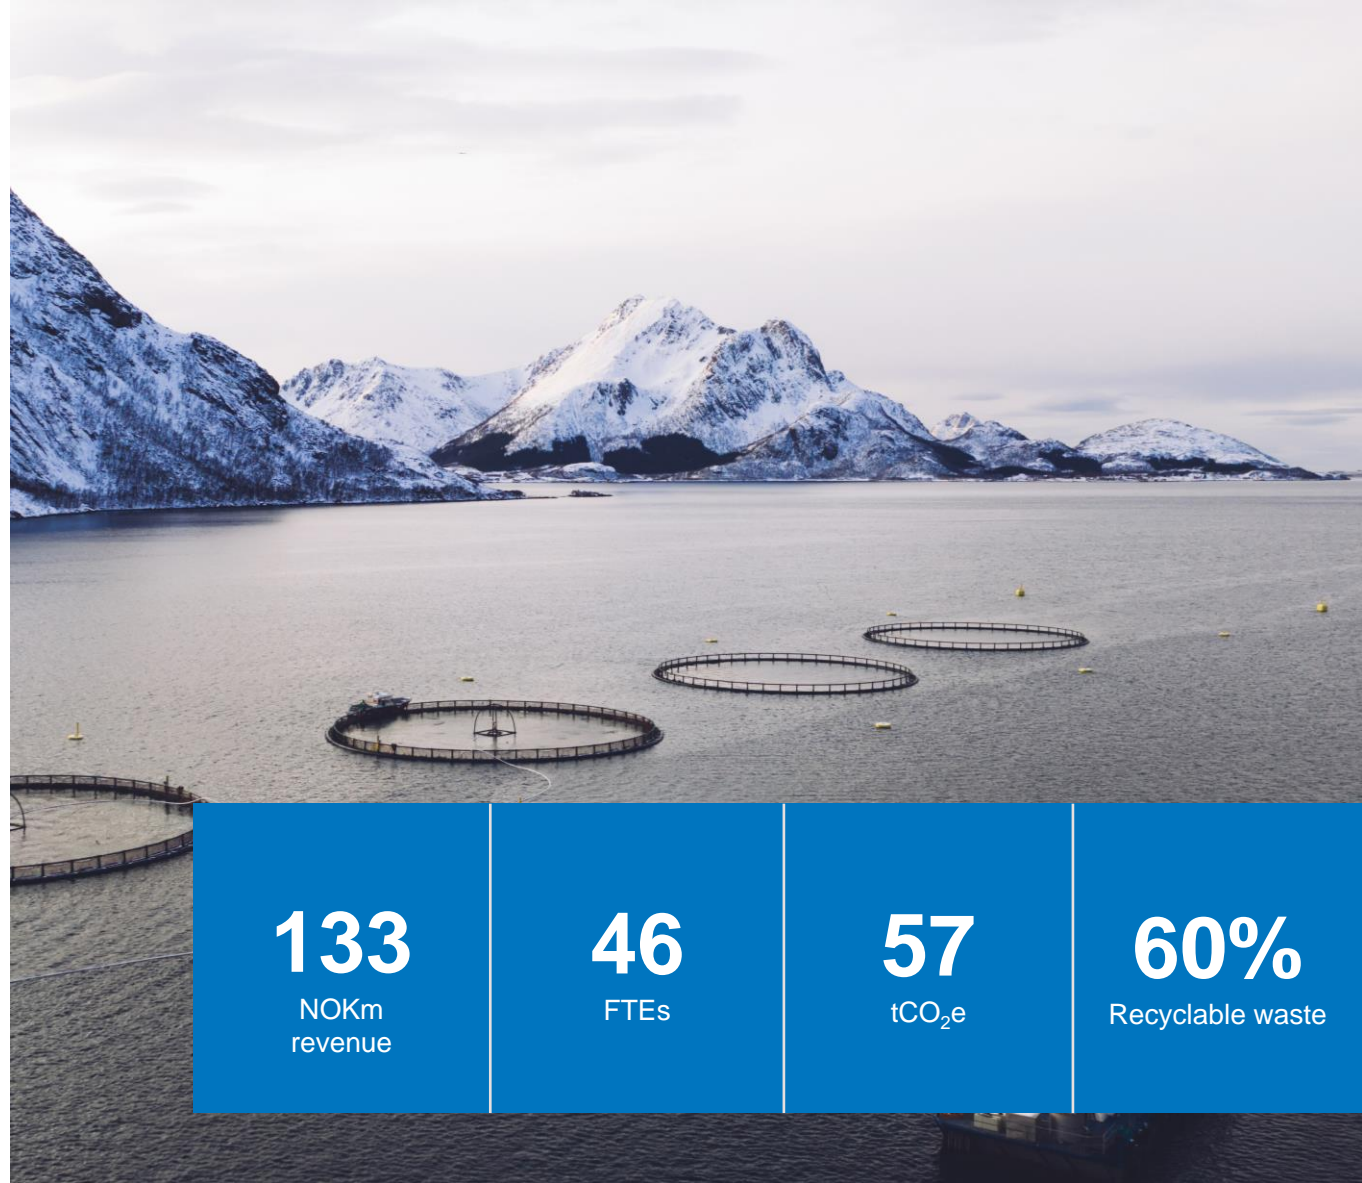 133
NOKm
revenue
46
FTEs
57
tCO₂e
60%
Recyclable waste